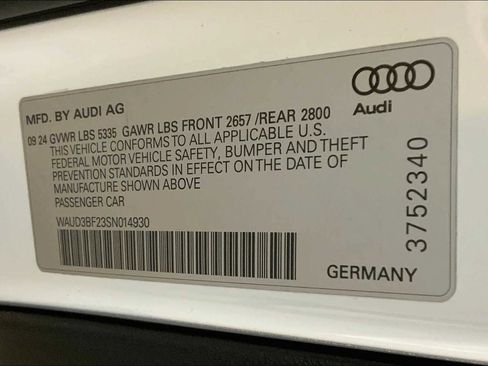 MFD. BY AUDI AG
09 24 GVWR LBS 5335 GAWR LBS FRONT 2657 /REAR 2800
THIS VEHICLE CONFORMS TO ALL APPLICABLE U.S.
FEDERAL MOTOR VEHICLE SAFETY, BUMPER AND THEFT
PREVENTION STANDARDS IN EFFECT ON THE DATE OF
MANUFACTURE SHOWN ABOVE
PASSENGER CAR
WAUD3BF23SN014930
Audi
3752340
GERMANY